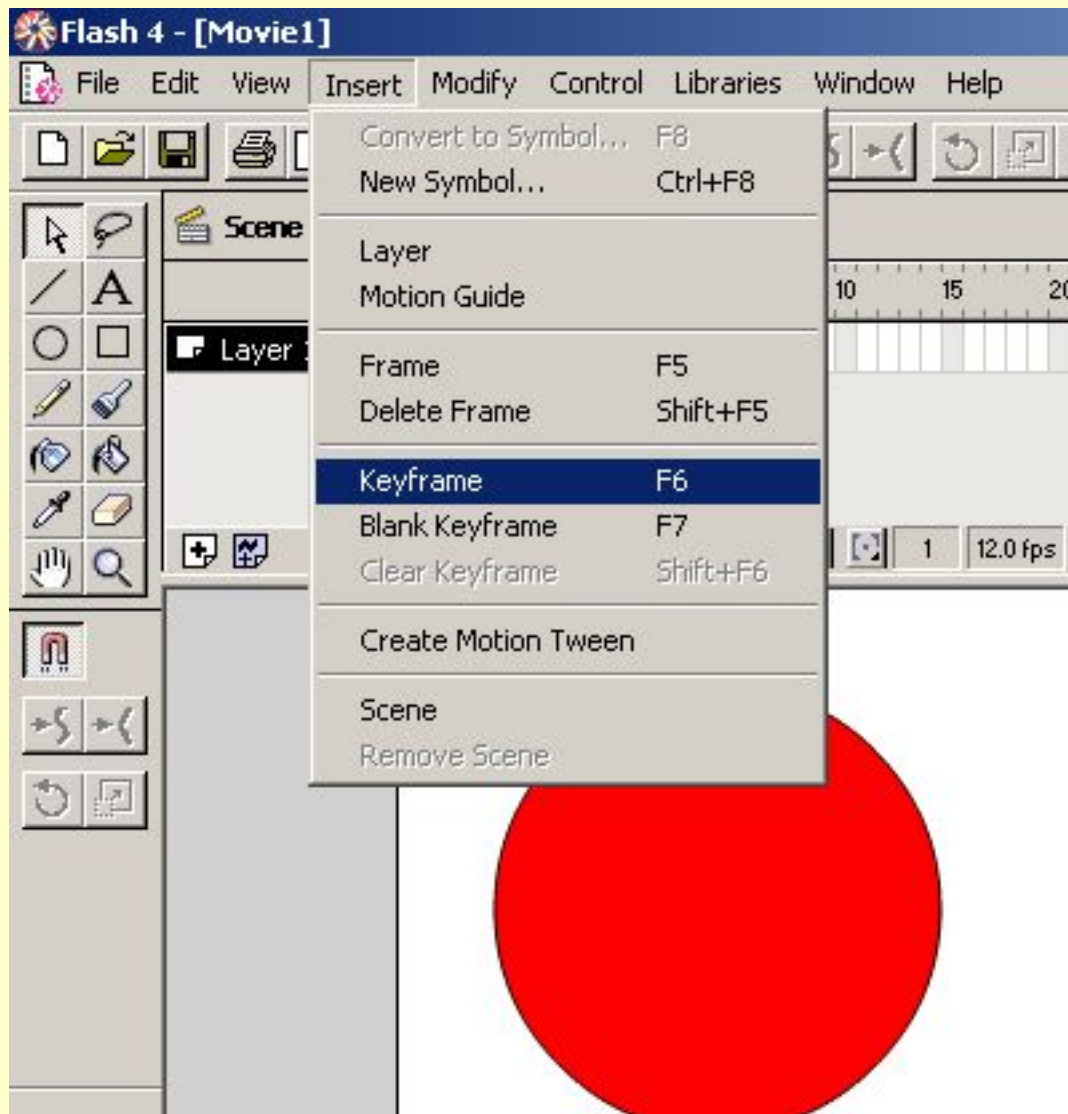 Flash 4 - [Movie1]
File Edit View Insert Modify Control Libraries Window Help
Convert to Symbol... F8
New Symbol... Ctrl+F8
Scene
Layer
Motion Guide
10 15 20
Layer
Frame F5
Delete Frame Shift+F5
Keyframe F6
Blank Keyframe F7
1 12.0 fps
Clear Keyframe Shift+F6
Create Motion Tween
Scene
Remove Scene
A